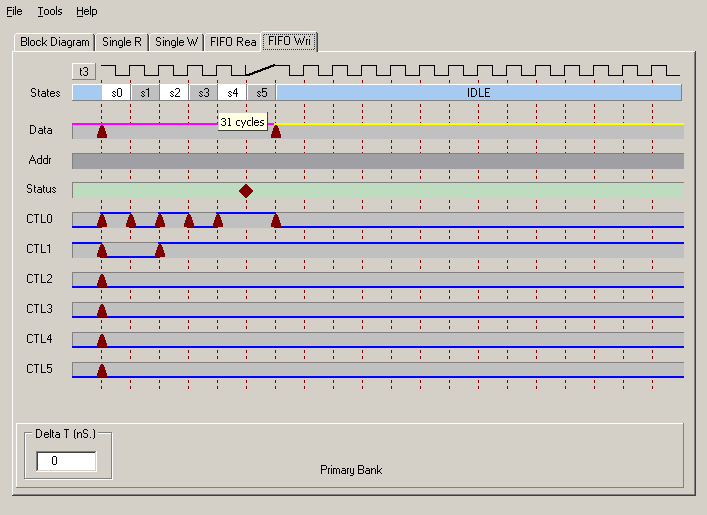 File Tools Help
Block Diagram Single R Single W FIFO Rea FIFO Wri
t3
States s0 s1 s2 s3 s4 s5 IDLE
31 cycles
Data
Addr
Status
CTL0
CTL1
CTL2
CTL3
CTL4
CTL5
Delta T (nS.)
0
Primary Bank